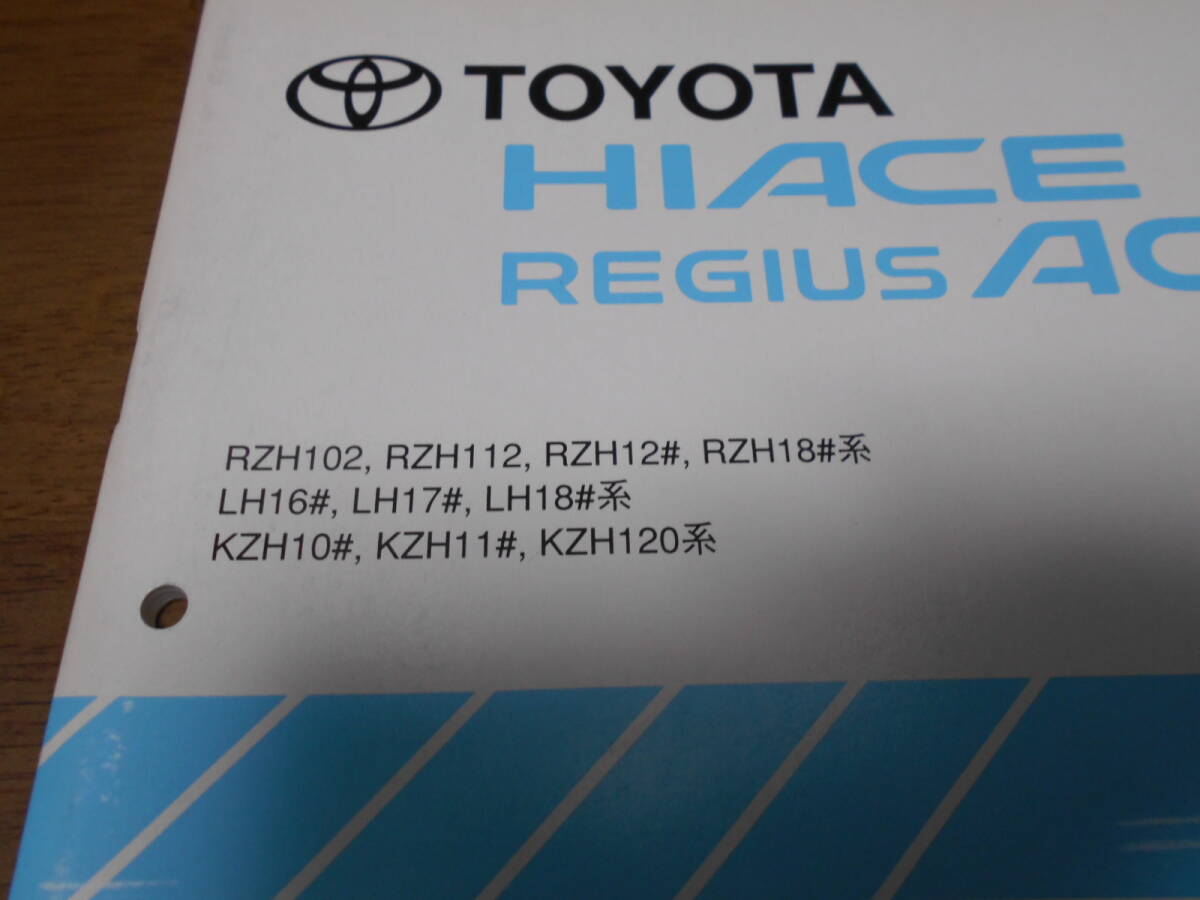 TOYOTA
HIACE
REGIUS AC
RZH102, RZH112, RZH12#, RZH18#系
LH16#, LH17#, LH18#系
KZH10#, KZH11#, KZH120系